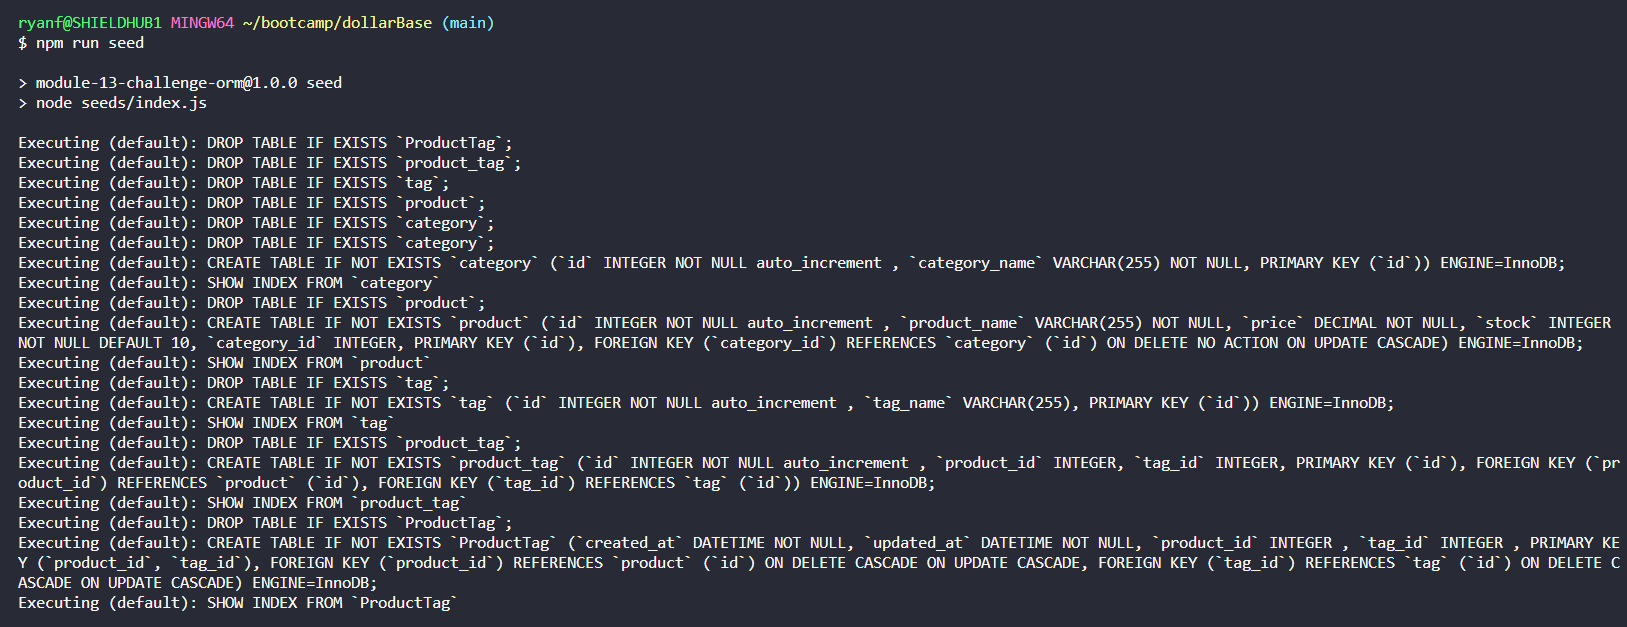 ryanf@SHIELDHUB1 MINGW64 ~/bootcamp/dollarBase (main)
$ npm run seed
> module-13-challenge-orm@1.0.0 seed
> node seeds/index.js
Executing (default): DROP TABLE IF EXISTS `ProductTag`;
Executing (default): DROP TABLE IF EXISTS `product_tag`;
Executing (default): DROP TABLE IF EXISTS `tag`;
Executing (default): DROP TABLE IF EXISTS `product`;
Executing (default): DROP TABLE IF EXISTS `category`;
Executing (default): DROP TABLE IF EXISTS `category`;
Executing (default): CREATE TABLE IF NOT EXISTS `category` (`id` INTEGER NOT NULL auto_increment , `category_name` VARCHAR(255) NOT NULL, PRIMARY KEY (`id`)) ENGINE=InnoDB;
Executing (default): SHOW INDEX FROM `category`
Executing (default): DROP TABLE IF EXISTS `product`;
Executing (default): CREATE TABLE IF NOT EXISTS `product` (`id` INTEGER NOT NULL auto_increment , `product_name` VARCHAR(255) NOT NULL, `price` DECIMAL NOT NULL, `stock` INTEGER
NOT NULL DEFAULT 10, `category_id` INTEGER, PRIMARY KEY (`id`), FOREIGN KEY (`category_id`) REFERENCES `category` (`id`) ON DELETE NO ACTION ON UPDATE CASCADE) ENGINE=InnoDB;
Executing (default): SHOW INDEX FROM `product`
Executing (default): DROP TABLE IF EXISTS `tag`;
Executing (default): CREATE TABLE IF NOT EXISTS `tag` (`id` INTEGER NOT NULL auto_increment , `tag_name` VARCHAR(255), PRIMARY KEY (`id`)) ENGINE=InnoDB;
Executing (default): SHOW INDEX FROM `tag`
Executing (default): DROP TABLE IF EXISTS `product_tag`;
Executing (default): CREATE TABLE IF NOT EXISTS `product_tag` (`id` INTEGER NOT NULL auto_increment , `product_id` INTEGER, `tag_id` INTEGER, PRIMARY KEY (`id`), FOREIGN KEY (`pr
oduct_id`) REFERENCES `product` (`id`), FOREIGN KEY (`tag_id`) REFERENCES `tag` (`id`)) ENGINE=InnoDB;
Executing (default): SHOW INDEX FROM `product_tag`
Executing (default): DROP TABLE IF EXISTS `ProductTag`;
Executing (default): CREATE TABLE IF NOT EXISTS `ProductTag` (`created_at` DATETIME NOT NULL, `updated_at` DATETIME NOT NULL, `product_id` INTEGER , `tag_id` INTEGER , PRIMARY KE
Y (`product_id`, `tag_id`), FOREIGN KEY (`product_id`) REFERENCES `product` (`id`) ON DELETE CASCADE ON UPDATE CASCADE, FOREIGN KEY (`tag_id`) REFERENCES `tag` (`id`) ON DELETE C
ASCADE ON UPDATE CASCADE) ENGINE=InnoDB;
Executing (default): SHOW INDEX FROM `ProductTag`